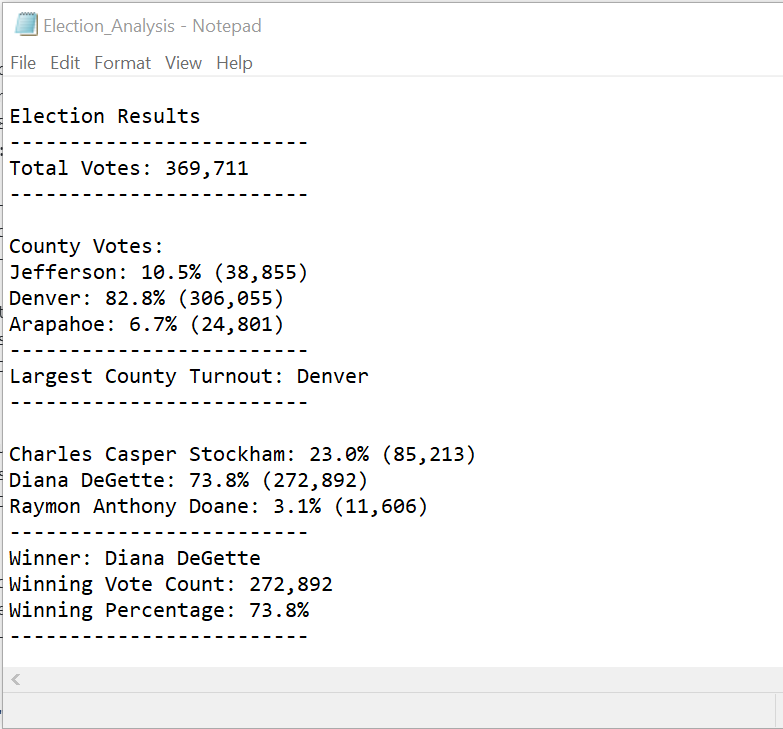 Election_Analysis - Notepad
File Edit Format View Help
Election Results
-------------------------
Total Votes: 369,711
-------------------------
County Votes:
Jefferson: 10.5% (38,855)
Denver: 82.8% (306,055)
Arapahoe: 6.7% (24,801)
-------------------------
Largest County Turnout: Denver
-------------------------
Charles Casper Stockham: 23.0% (85,213)
Diana DeGette: 73.8% (272,892)
Raymon Anthony Doane: 3.1% (11,606)
-------------------------
Winner: Diana DeGette
Winning Vote Count: 272,892
Winning Percentage: 73.8%
-------------------------